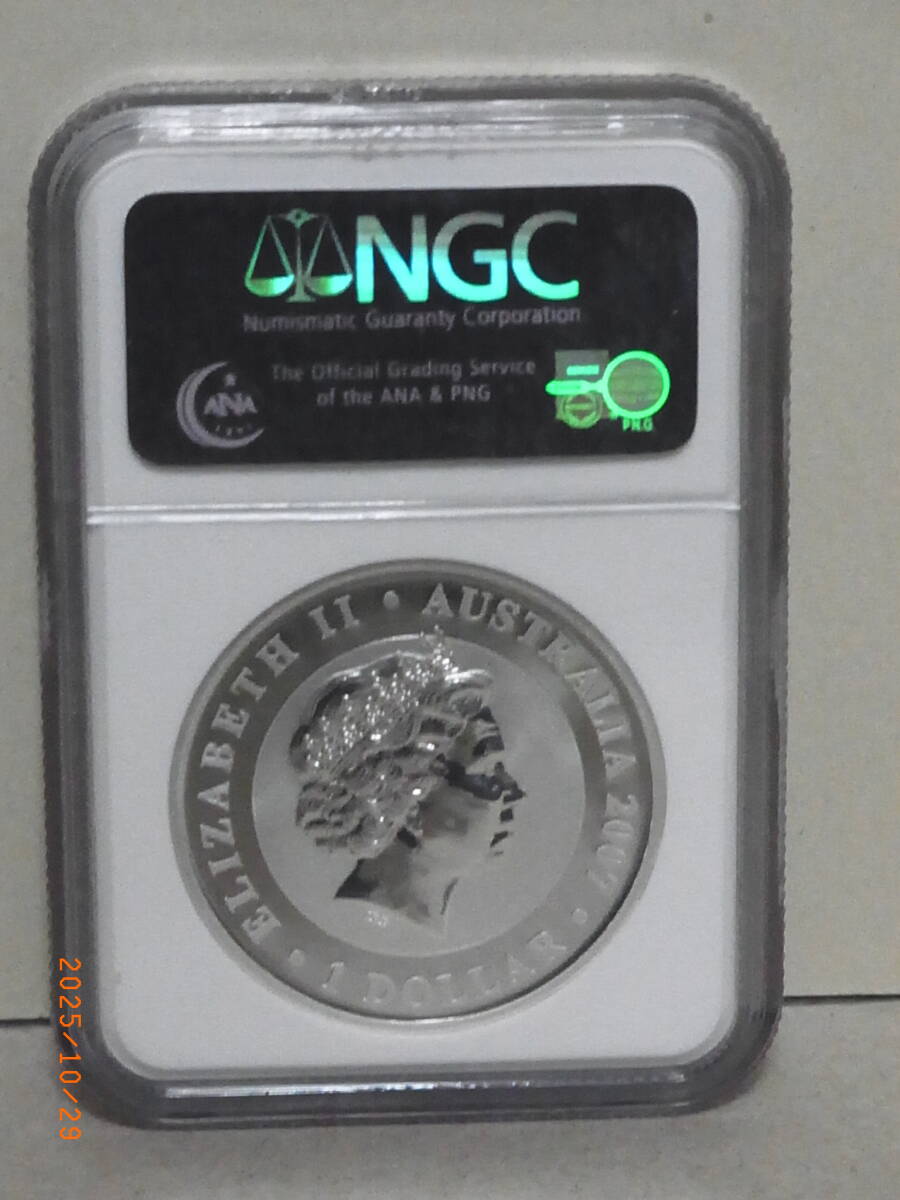 NGC
Numismatic Guaranty Corporation
The Official Grading Service
of the ANA & PNG
ANA
PNG
ELIZABETH II • AUSTRALIA 2007 •
1 DOLLAR •
2025/10/29